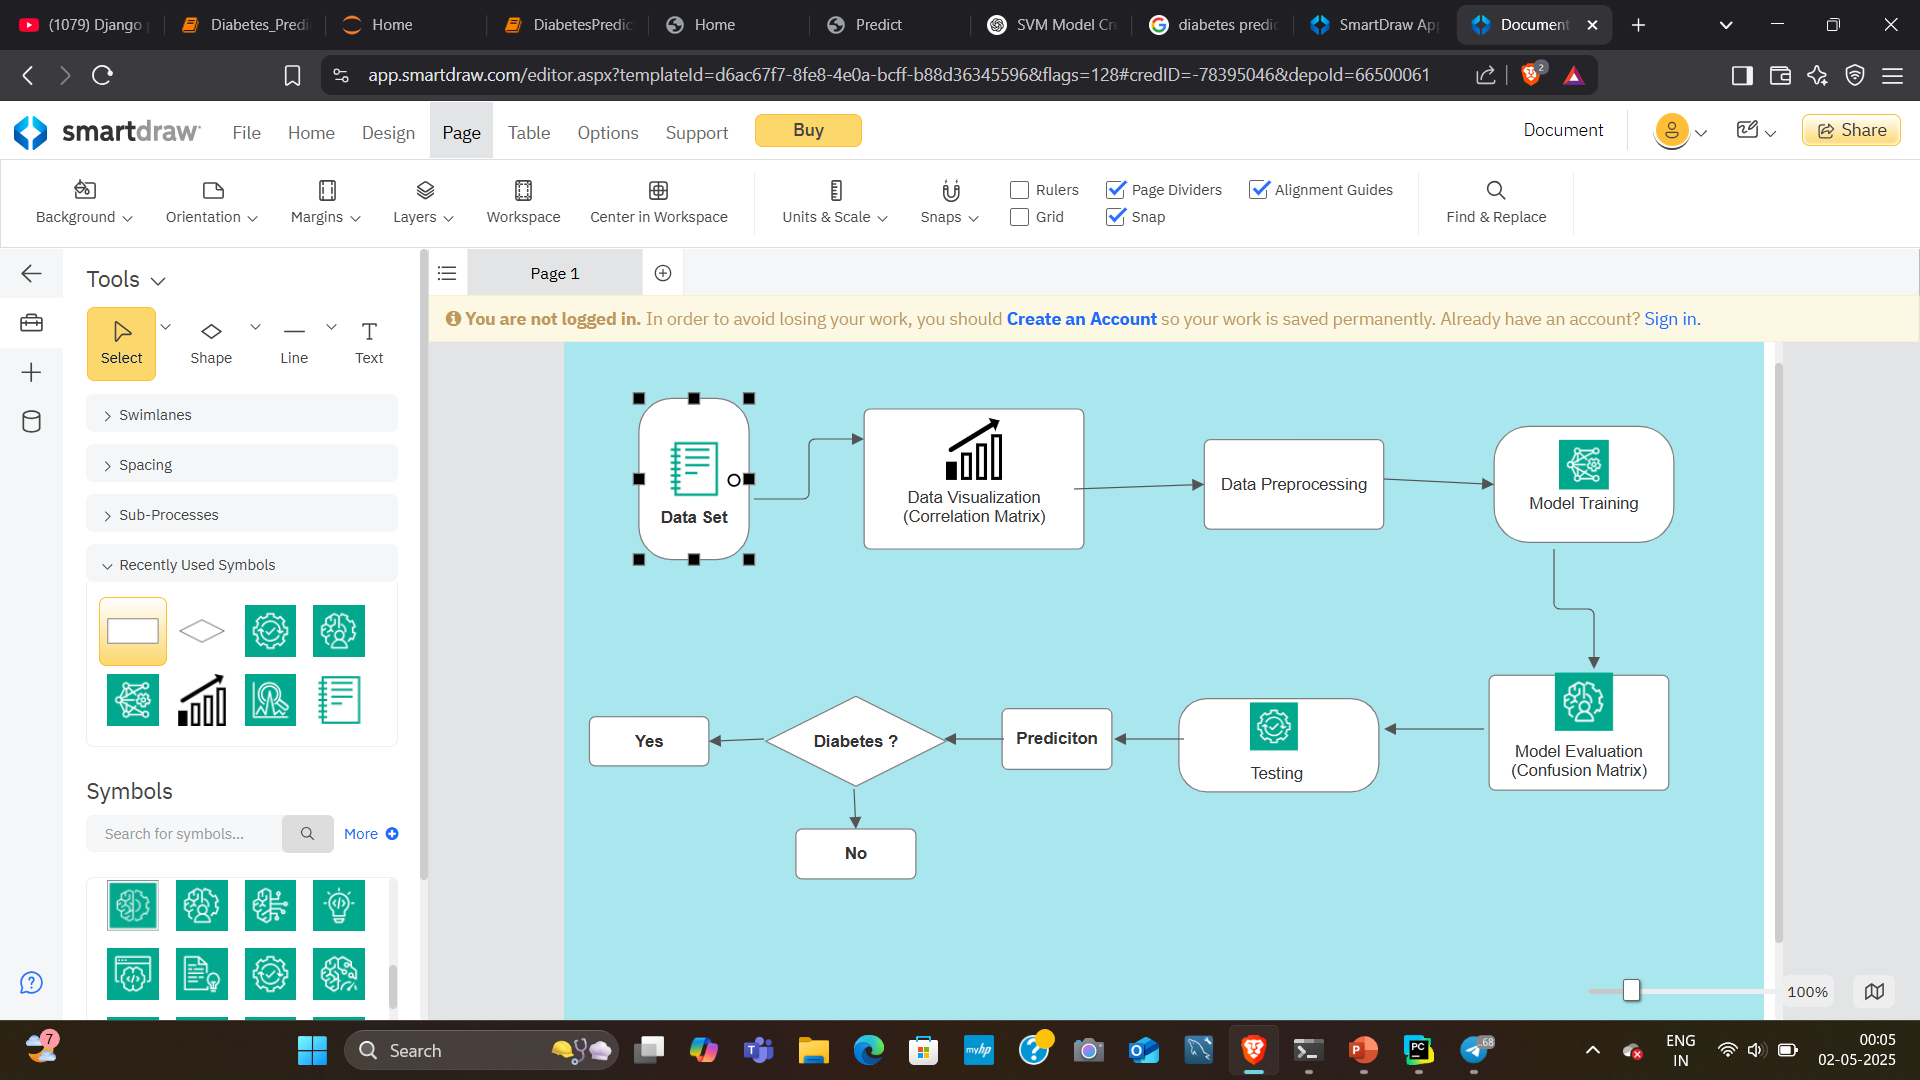 (1079) Django
Diabetes_Predi
Home
DiabetesPredic
Home
Predict
SVM Model Cr
diabetes predic
SmartDraw Ap
Document
app.smartdraw.com/editor.aspx?templateId=d6ac67f7-8fe8-4e0a-bcff-b88d36345596&flags=128#credID=-78395046&depoId=66500061
2
smartdraw
File
Home
Design
Page
Table
Options
Support
Buy
Document
Share
Background
Orientation
Margins
Layers
Workspace
Center in Workspace
Units & Scale
Snaps
Rulers
Page Dividers
Alignment Guides
Grid
Snap
Find & Replace
Tools
Page 1
You are not logged in. In order to avoid losing your work, you should Create an Account so your work is saved permanently. Already have an account? Sign in.
Select
Shape
Line
Text
Swimlanes
Spacing
Sub-Processes
Recently Used Symbols
Symbols
Search for symbols...
More
Data Set
Data Visualization
(Correlation Matrix)
Data Preprocessing
Model Training
Yes
Diabetes ?
Prediciton
Testing
Model Evaluation
(Confusion Matrix)
No
100%
7
Search
myhp
68
ENG
IN
00:05
02-05-2025